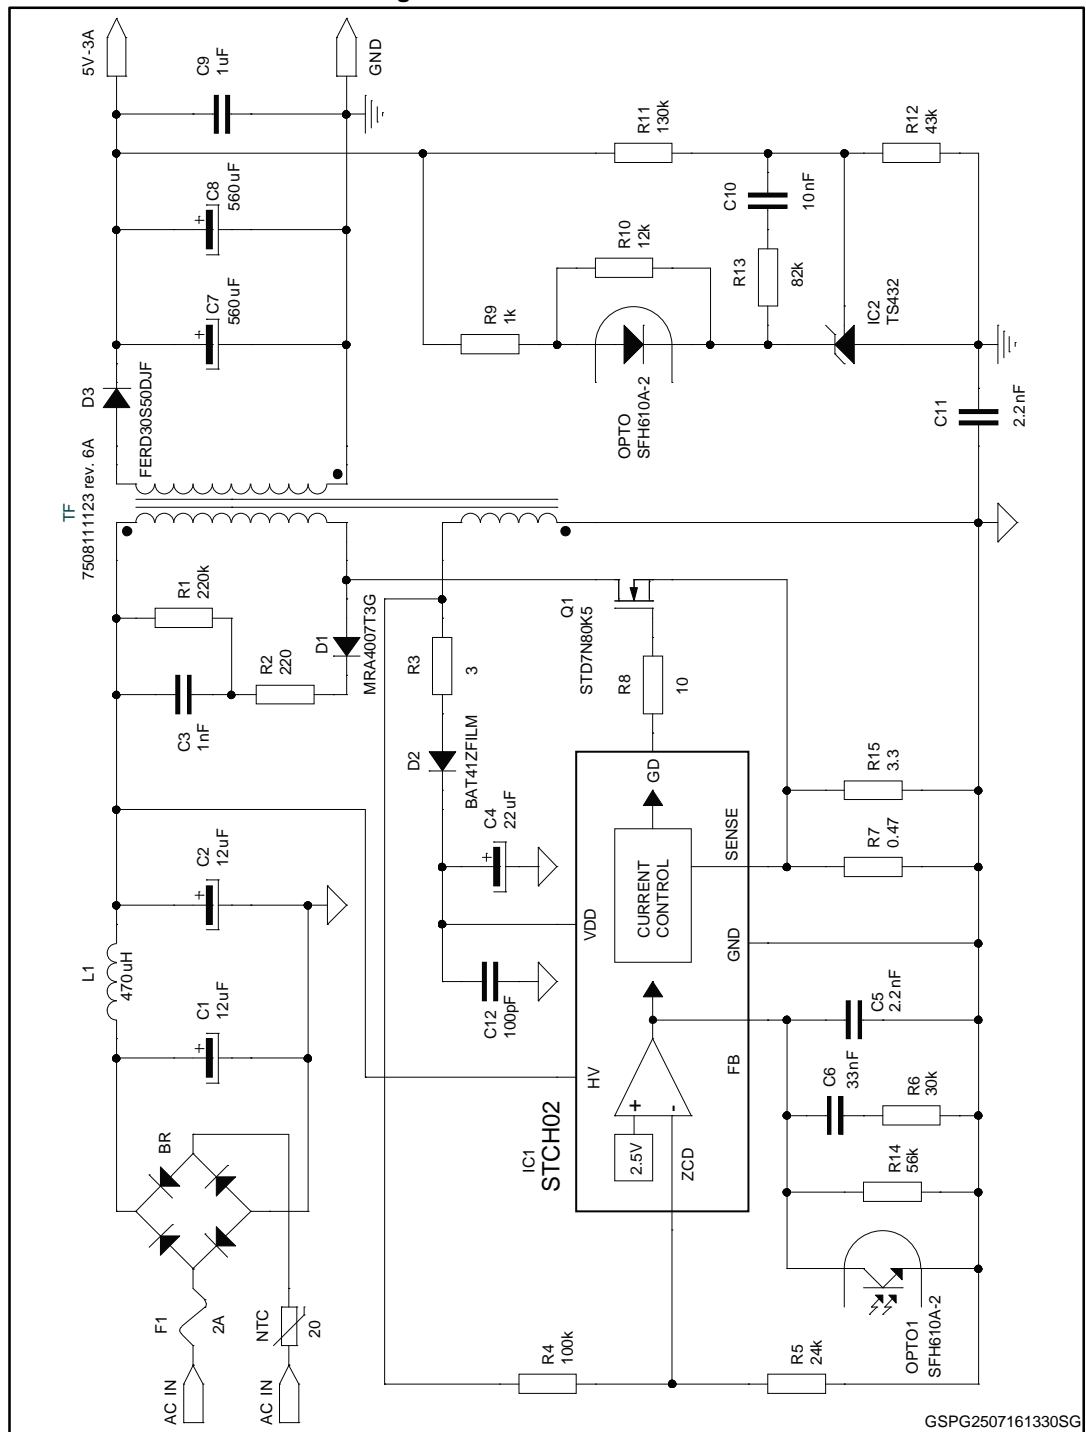 5V-3A
C9
1uF
GND
C8
560uF
C7
560uF
D3
FERD30S50DJF
TF
7508111123 rev. 6A
R11
130k
R12
43k
C10
10nF
R10
12k
R13
82k
R9
1k
IC2
TS432
OPTO
SFH610A-2
C11
2.2nF
R1
220k
R2
220
D1
MRA4007T3G
C3
1nF
R3
3
D2
BAT41ZFILM
Q1
STD7N80K5
R8
10
C4
22uF
C12
100pF
C2
12uF
L1
470uH
C1
12uF
BR
F1
2A
NTC
20
AC IN
AC IN
IC1
STCH02
HV
VDD
GD
CURRENT
CONTROL
SENSE
GND
FB
ZCD
2.5V
+
-
R15
3.3
R7
0.47
C5
2.2nF
C6
33nF
R6
30k
R14
56k
OPTO1
SFH610A-2
R4
100k
R5
24k
+
+
+
+
+
GSPG2507161330SG